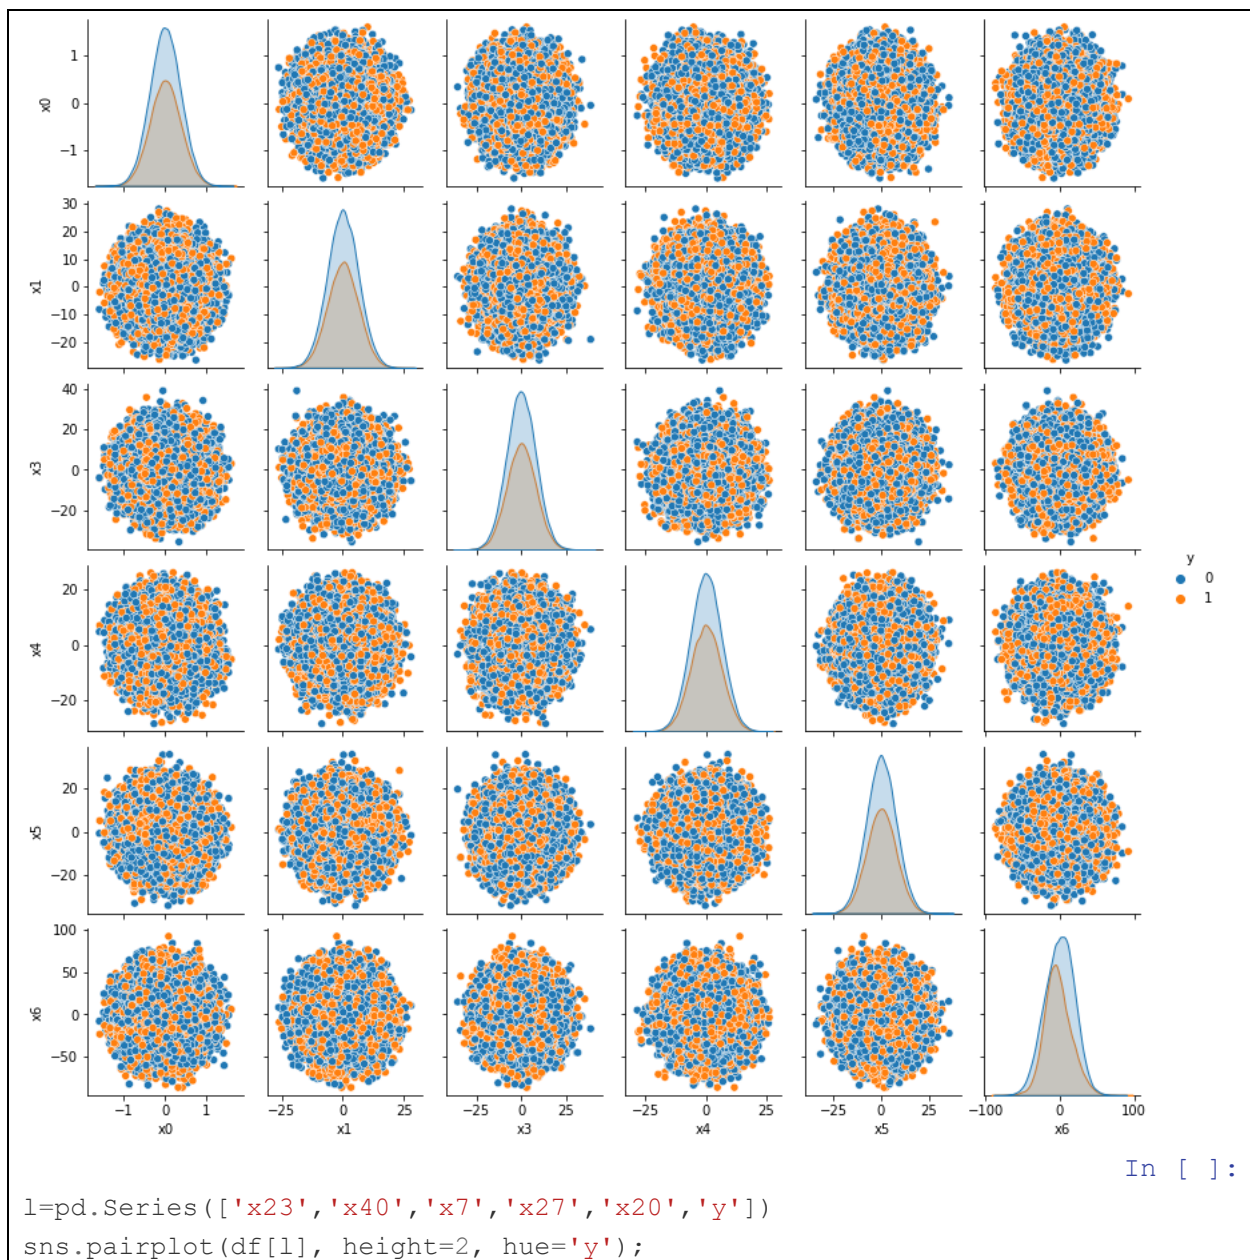 1
0
−1
x0
30
20
10
0
−10
−20
x1
40
20
0
−20
x3
20
0
−20
x4
y
0
1
20
0
−20
x5
100
50
0
−50
x6
−1 0 1 −25 0 25 −25 0 25 −25 0 25 −25 0 25 −100 0 100
x0 x1 x3 x4 x5 x6
In [ ]:
l=pd.Series(['x23','x40','x7','x27','x20','y'])
sns.pairplot(df[l], height=2, hue='y');